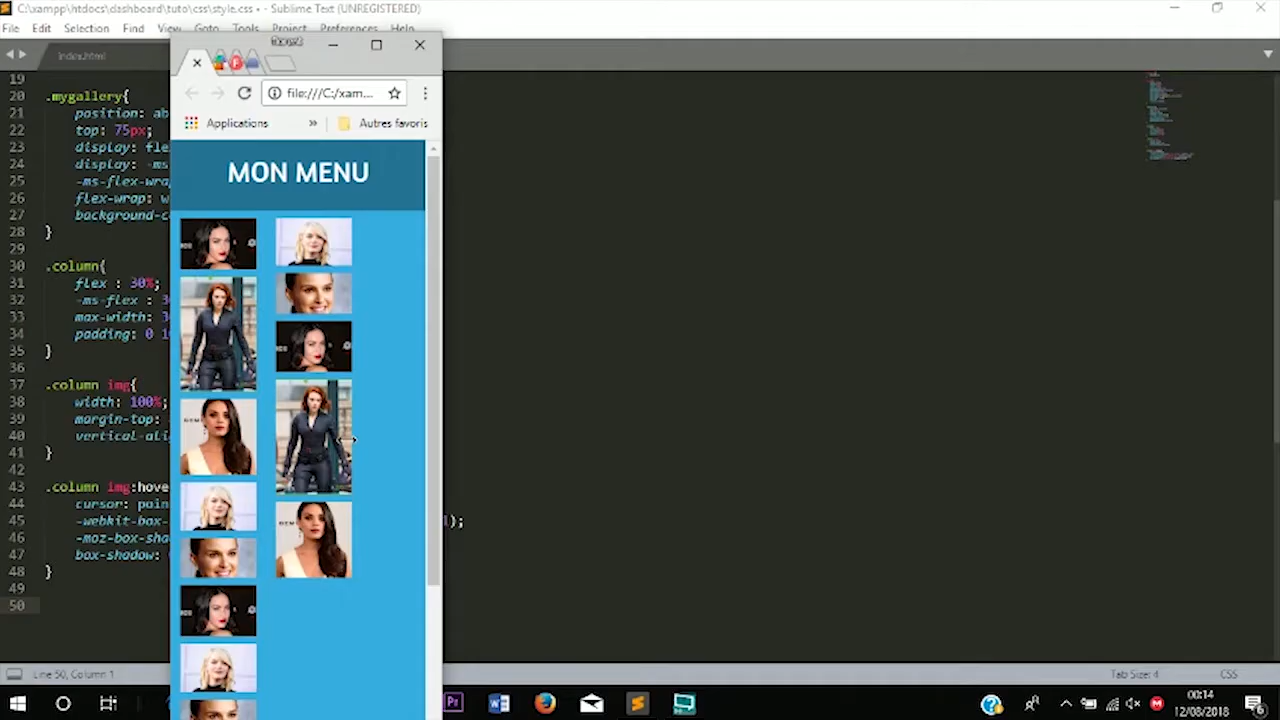 C:\xampp\htdocs\dashboard\tuto\css\style.css • - Sublime Text (UNREGISTERED)
File Edit Selection Find View Goto Tools Project Preferences Help
index.html
file:///C:/xam...
Applications » Autres favoris
MON MENU
19
20 .mygallery{
21 position: ab
22 top: 75px;
23 display: fle
24 display: -ms
25 -ms-flex-wra
26 flex-wrap: w
27 background-c
28 }
29
30 .column{
31 flex : 30%;
32 -ms-flex : 3
33 max-width: 3
34 padding: 0 1
35 }
36
37 .column img{
38 width: 100%;
39 margin-top:
40 vertical-ali
41 }
42
43 .column img:hove
44 cursor: poin
45 -webkit-box- );
46 -moz-box-sha
47 box-shadow:
48 }
49
50
Line 50, Column 1 Tab Size: 4 CSS
00:14
12/08/2018